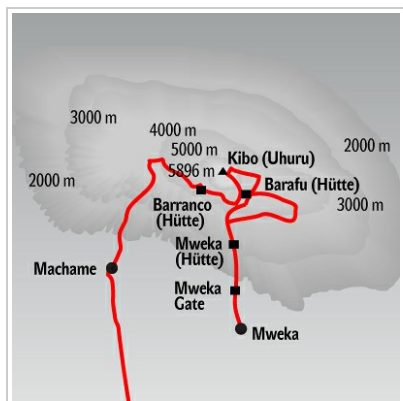 3000 m
4000 m
5000 m
5896 m
2000 m
Kibo (Uhuru)
2000 m
Barafu (Hütte)
3000 m
Barranco
(Hütte)
Mweka
(Hütte)
Machame
Mweka
Gate
Mweka